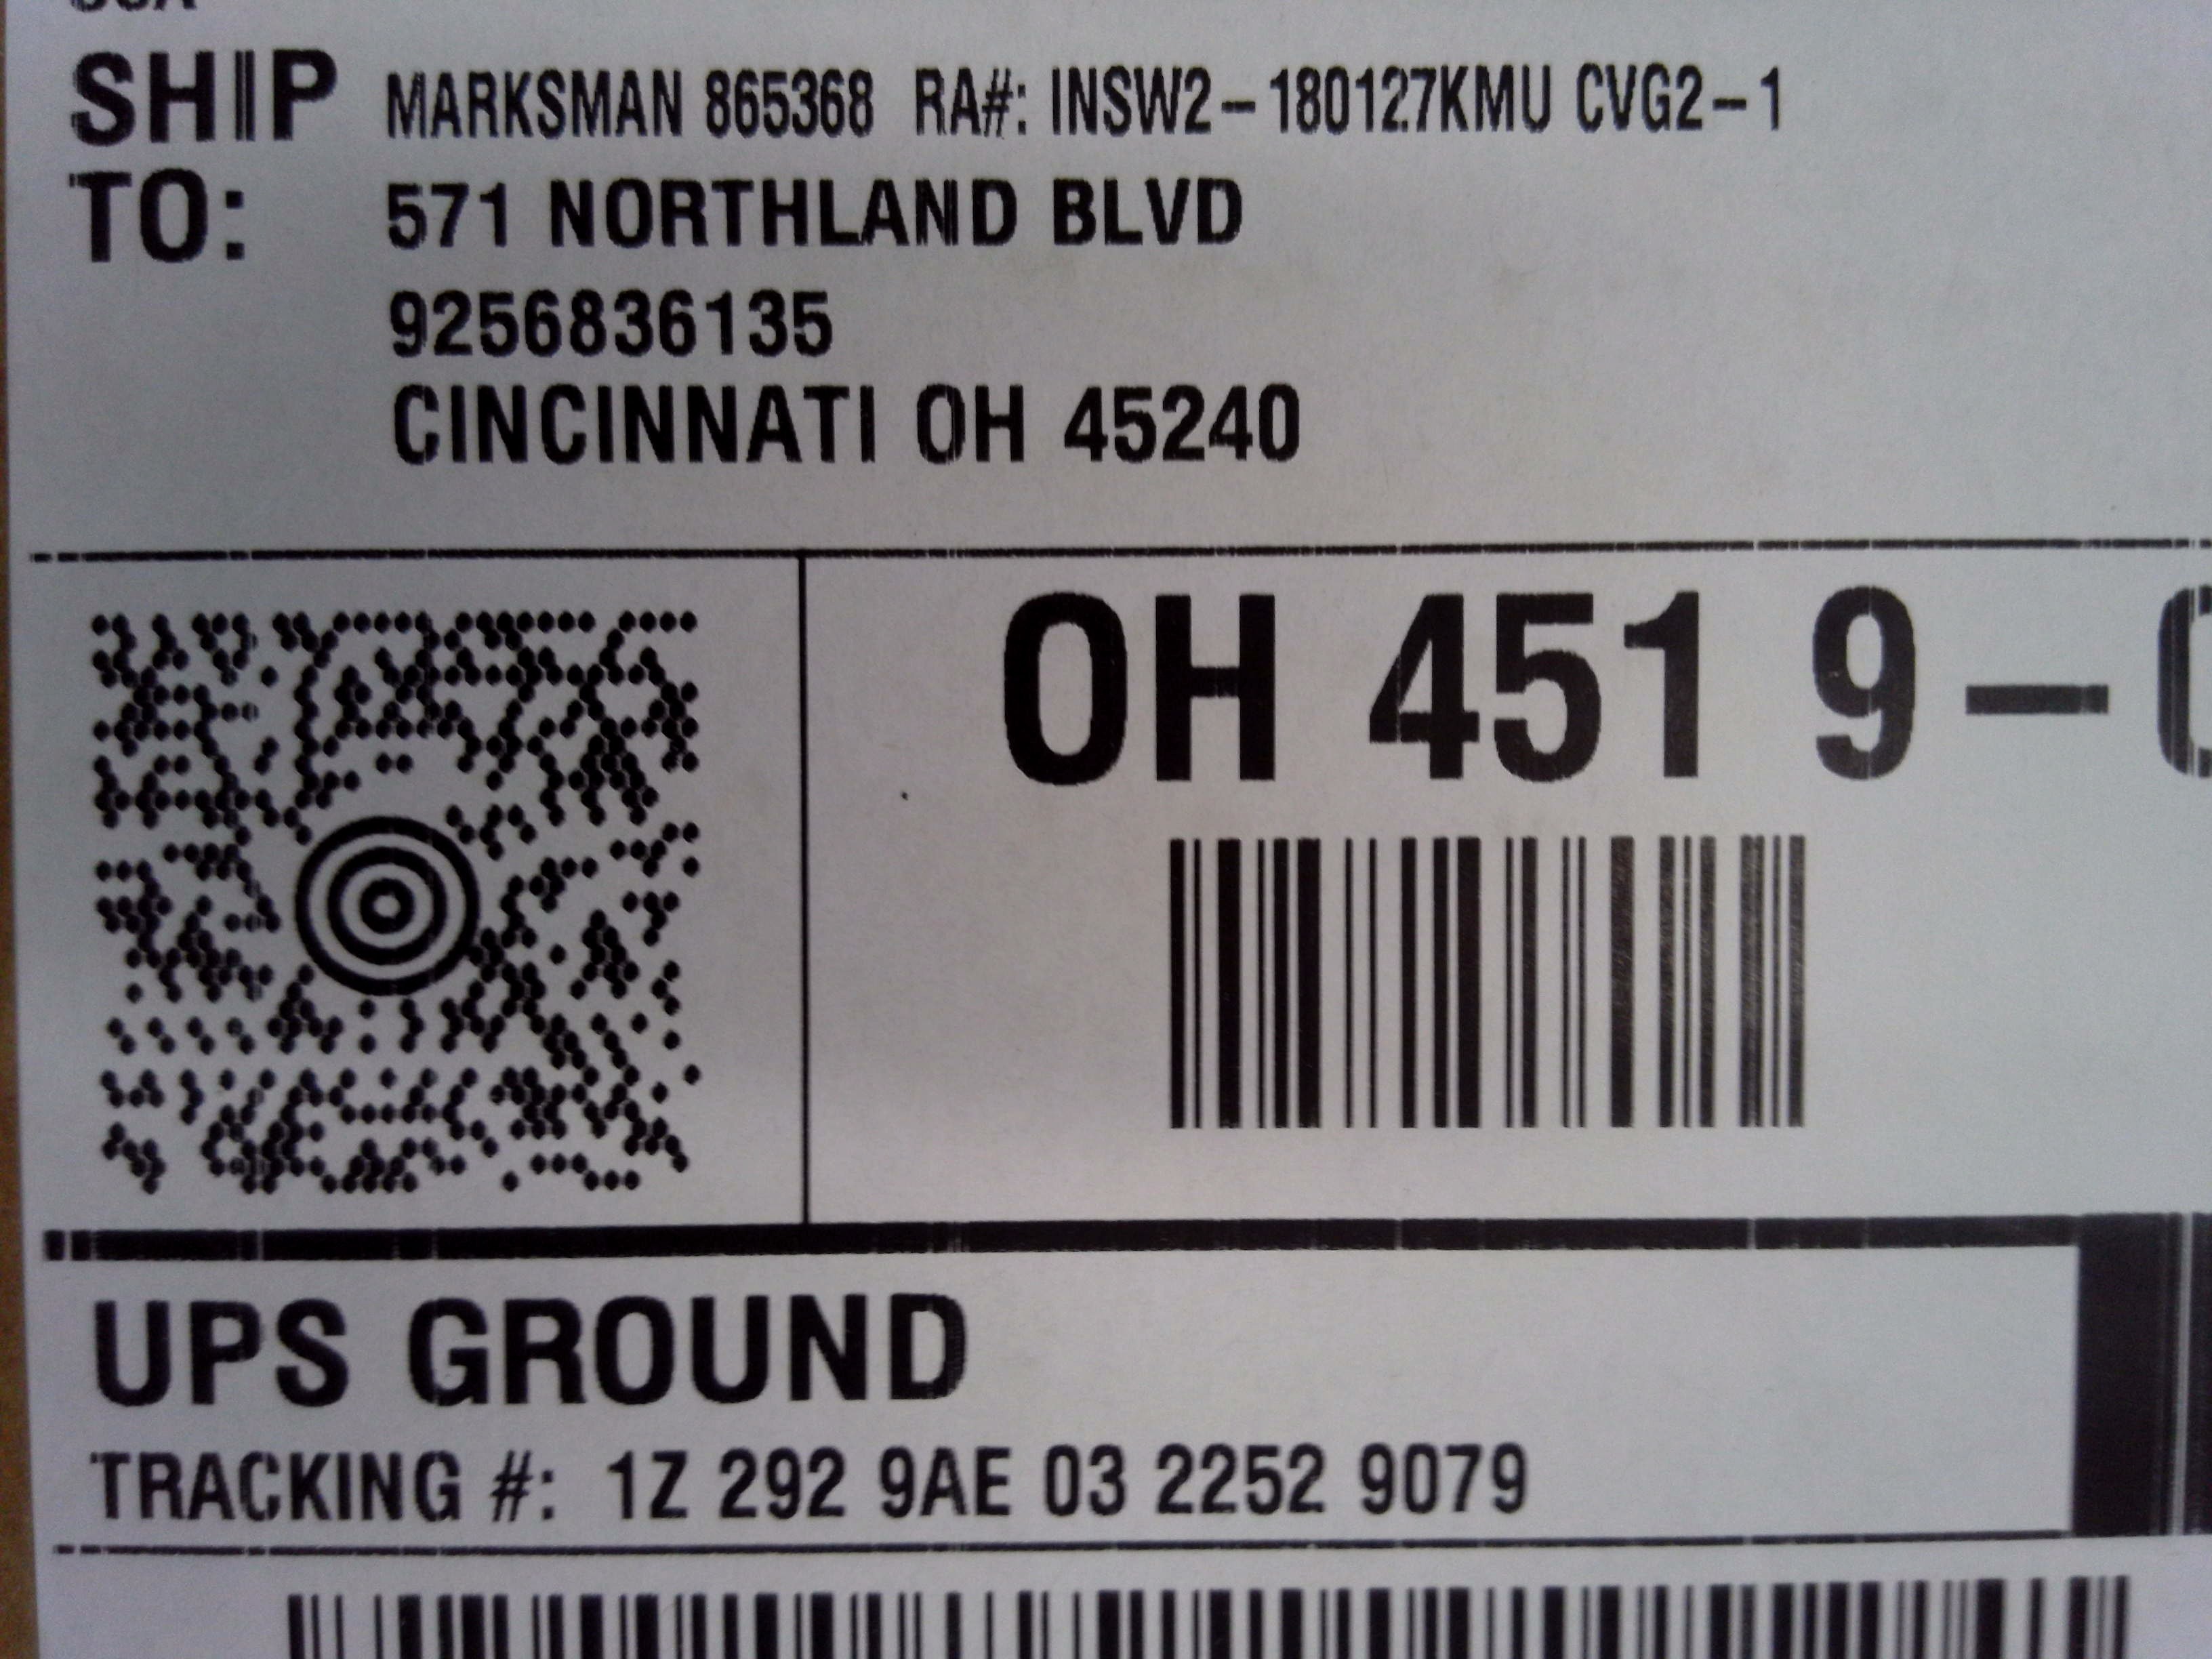 SHIP TO:
MARKSMAN 865368 RA#: INSW2-180127KMU CVG2-1
571 NORTHLAND BLVD
9256836135
CINCINNATI OH 45240
OH 451 9-
UPS GROUND
TRACKING #: 1Z 292 9AE 03 2252 9079